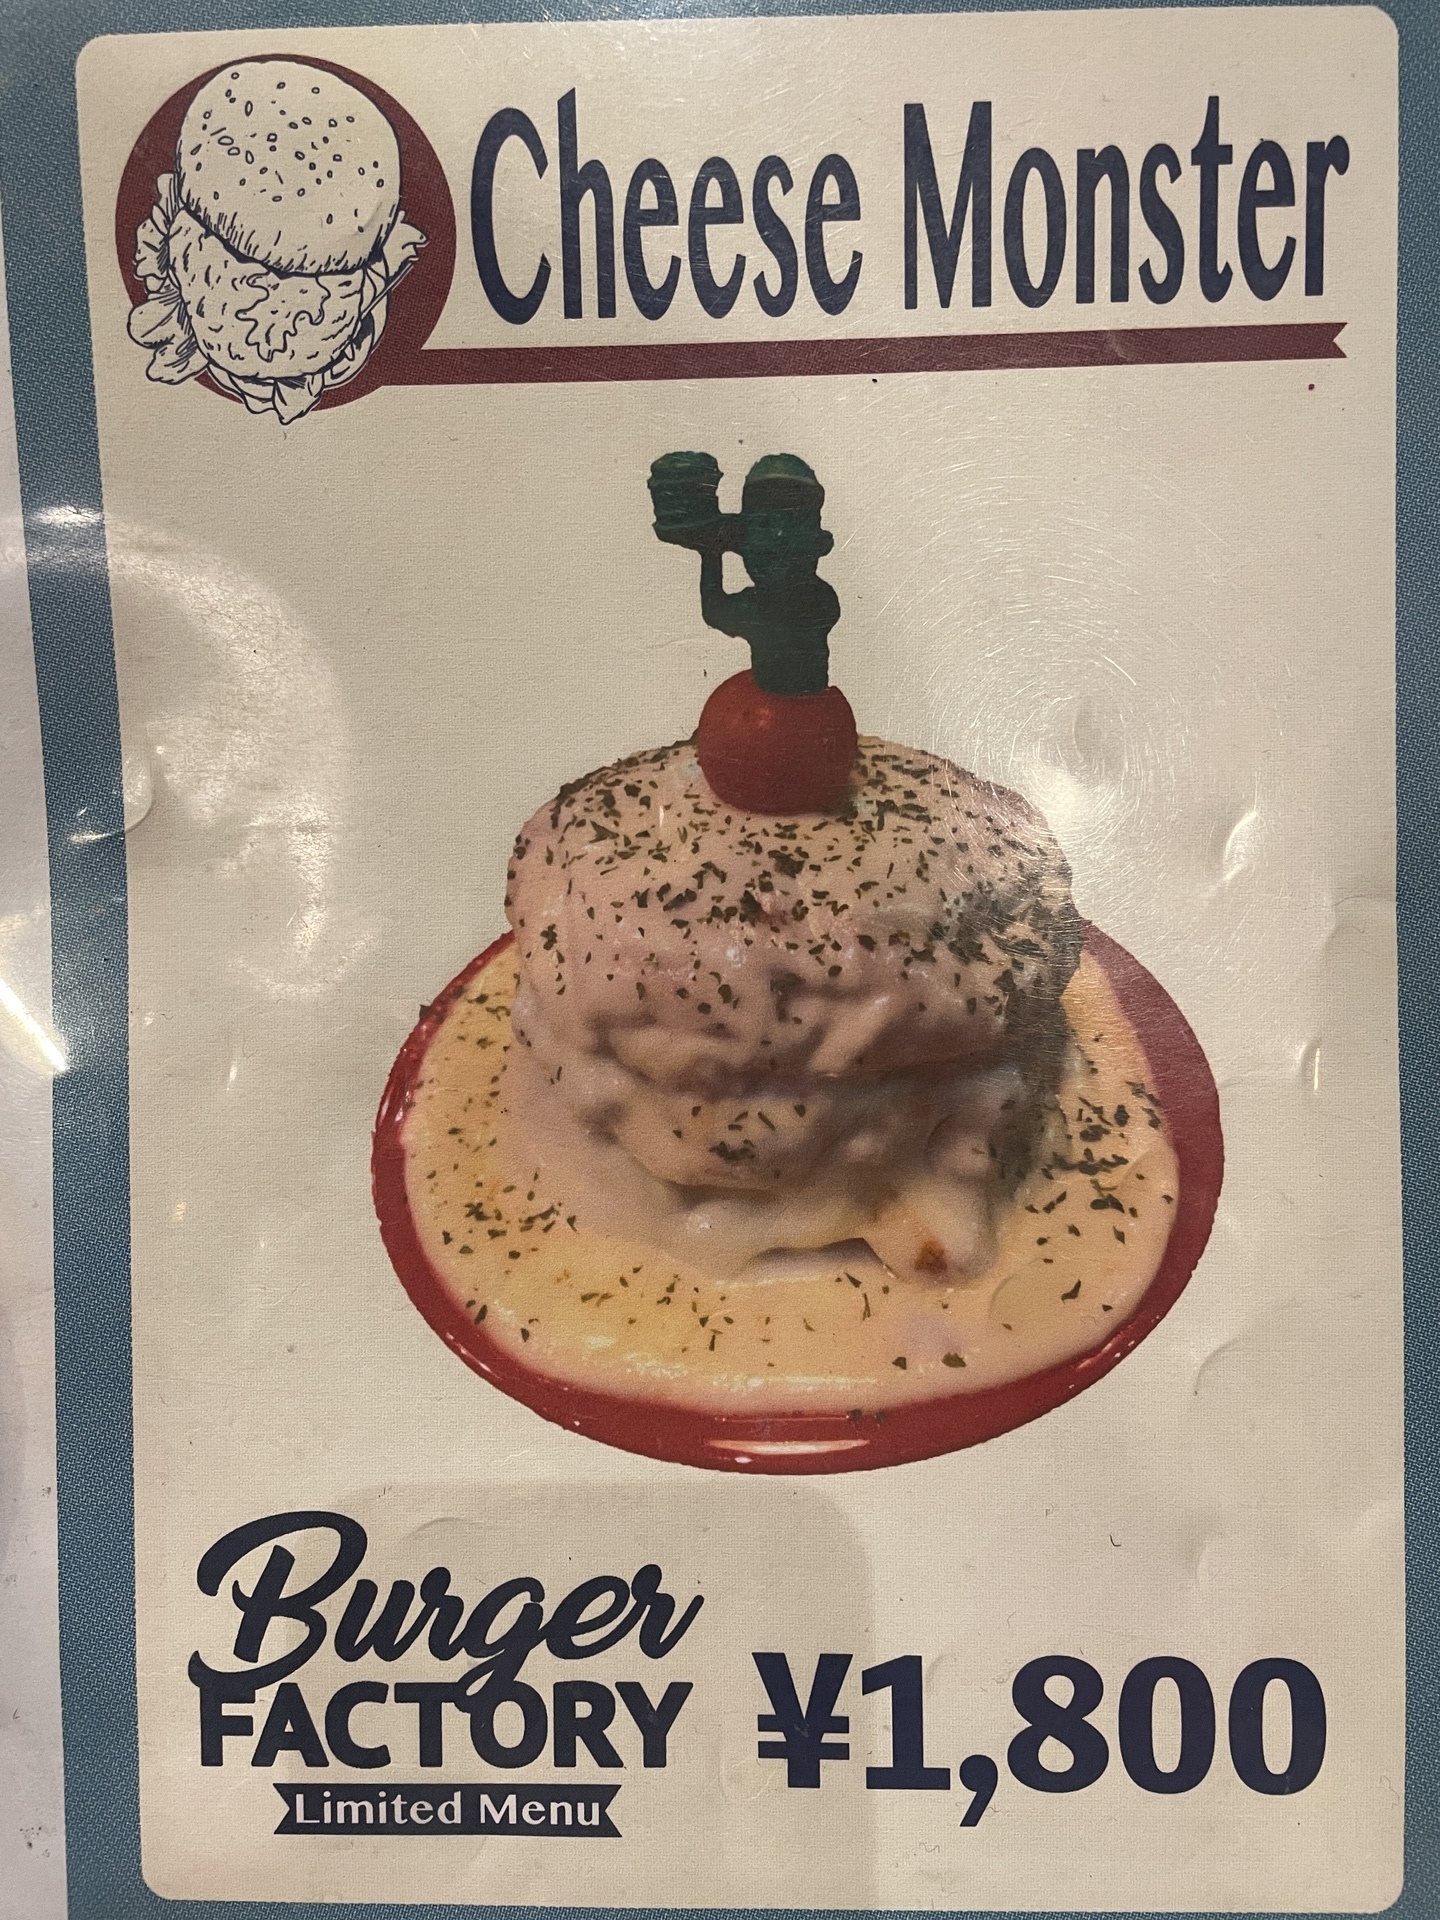 Cheese Monster
Burger
FACTORY
Limited Menu
¥1,800